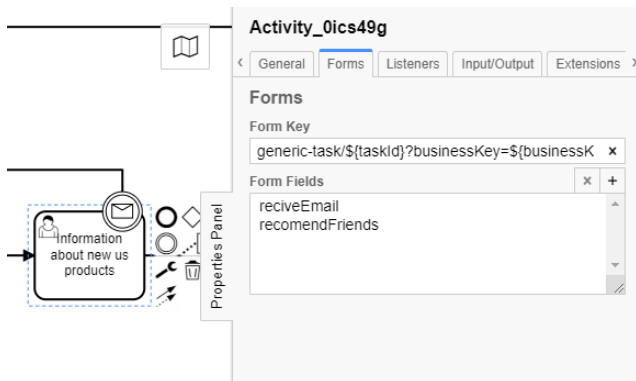 Activity_0ics49g
General Forms Listeners Input/Output Extensions
Forms
Form Key
generic-task/${taskId}?businessKey=${businessK
Form Fields
reciveEmail
recomendFriends
Information
about new us
products
Properties Panel